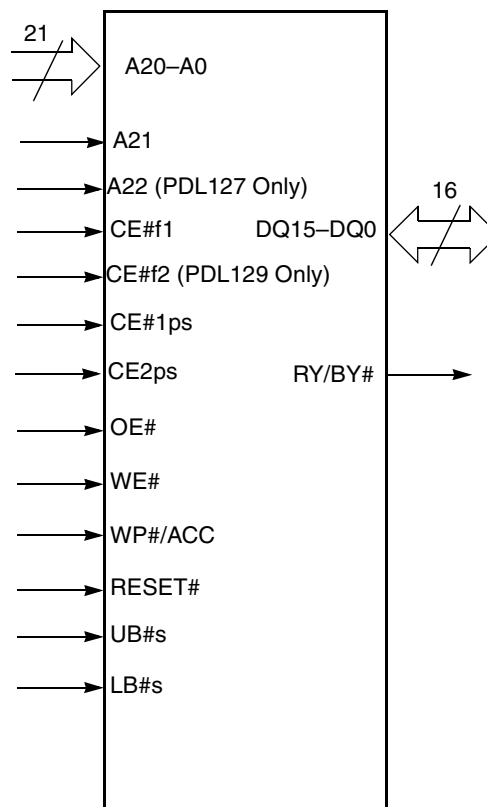 21
A20–A0
A21
A22 (PDL127 Only)
16
CE#f1
DQ15–DQ0
CE#f2 (PDL129 Only)
CE#1ps
CE2ps
RY/BY#
OE#
WE#
WP#/ACC
RESET#
UB#s
LB#s